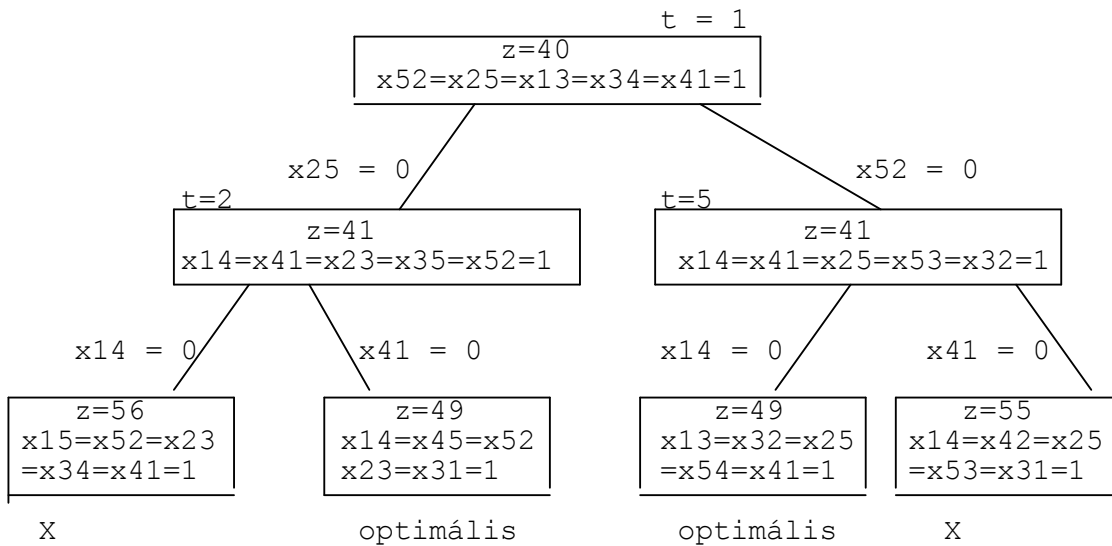 t = 1
z=40
x52=x25=x13=x34=x41=1
x25 = 0
x52 = 0
t=2
z=41
x14=x41=x23=x35=x52=1
t=5
z=41
x14=x41=x25=x53=x32=1
x14 = 0
x41 = 0
x14 = 0
x41 = 0
z=56
x15=x52=x23
=x34=x41=1
z=49
x14=x45=x52
x23=x31=1
z=49
x13=x32=x25
=x54=x41=1
z=55
x14=x42=x25
=x53=x31=1
X
optimális
optimális
X